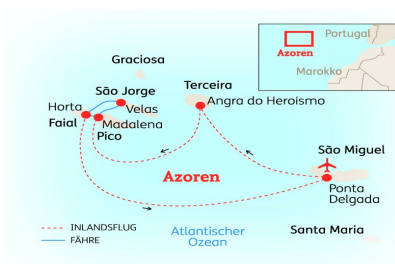 Portugal
Azoren
Marokko
Graciosa
São Jorge
Terceira
Horta
Velas
Angra do Heroísmo
Faial
Madalena
Pico
São Miguel
Azoren
Ponta
Delgada
INLANDSFLUG
FÄHRE
Atlantischer
Ozean
Santa Maria